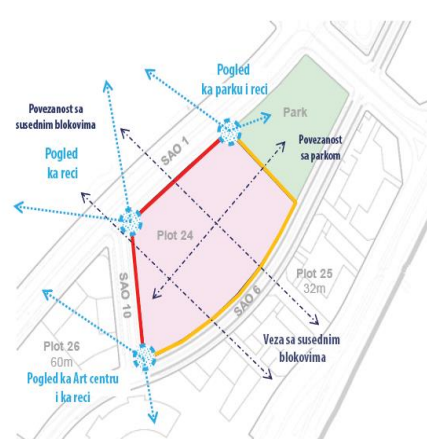 Pogled
ka parku i reci
Povezanost sa
susednim blokovima
Park
Povezanost
sa parkom
SAO 1
Pogled
ka reci
Plot 24
Plot 25
32m
SAO 10
SAO 6
Plot 26
60m
Veza sa susednim
blokovima
Pogled ka Art centru
i ka reci